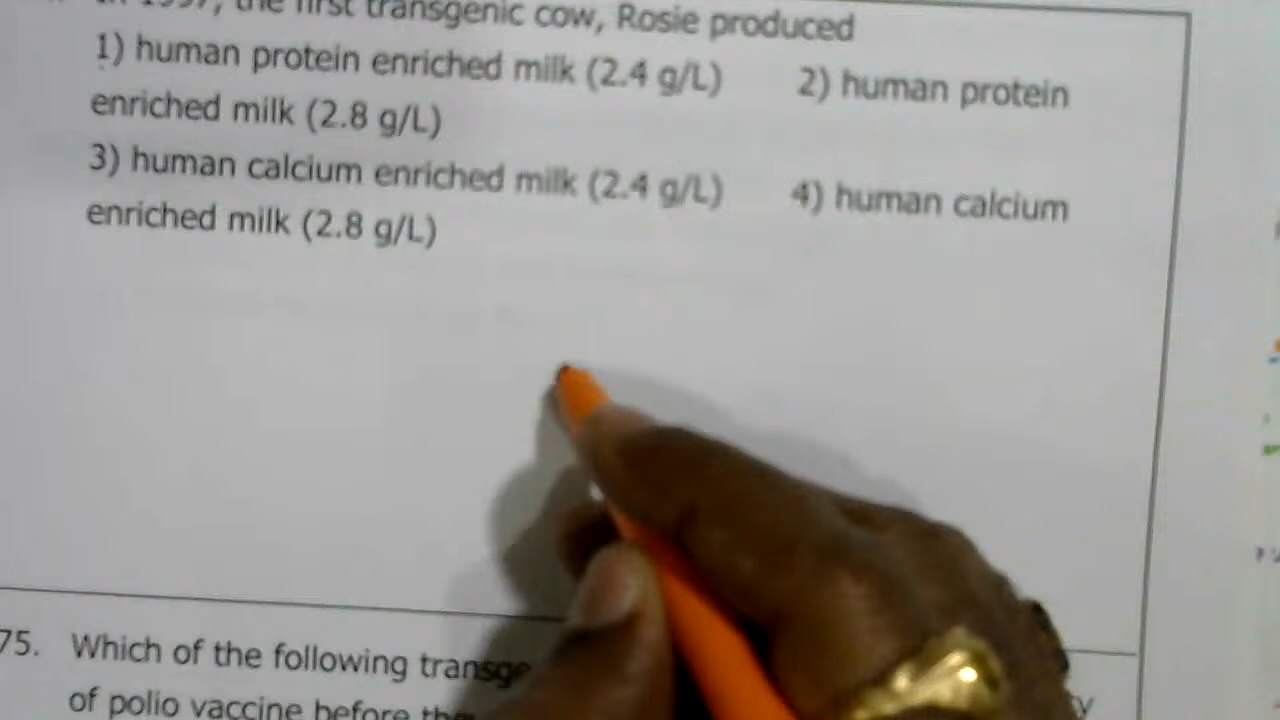 In 1997, the first transgenic cow, Rosie produced
1) human protein enriched milk (2.4 g/L) 2) human protein
enriched milk (2.8 g/L)
3) human calcium enriched milk (2.4 g/L) 4) human calcium
enriched milk (2.8 g/L)
75. Which of the following
of polio vaccine before